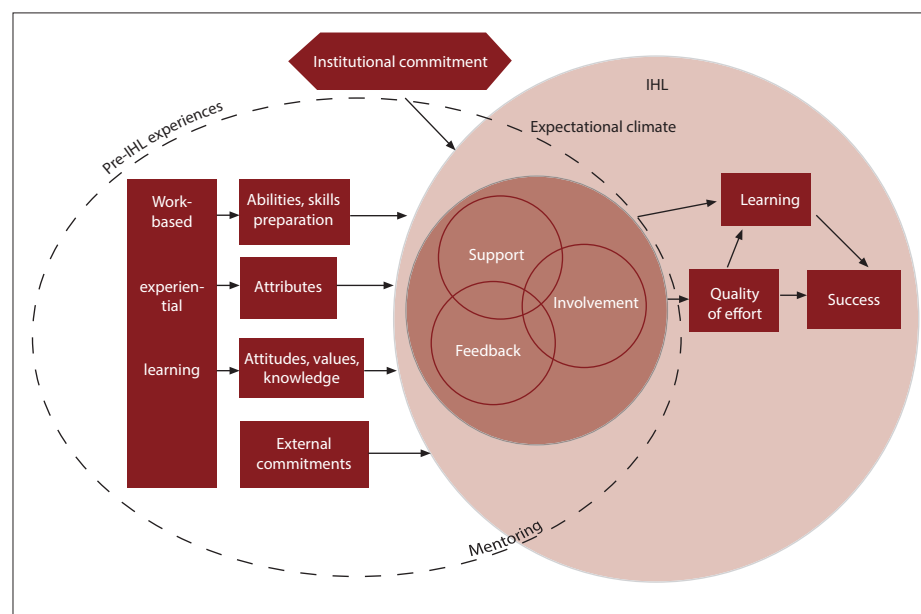 Institutional commitment
IHL
Pre-IHL experiences
Expectational climate
Work-
based
experien-
tial
learning
Abilities, skills
preparation
Attributes
Attitudes, values,
knowledge
External
commitments
Support
Involvement
Feedback
Learning
Quality
of effort
Success
Mentoring